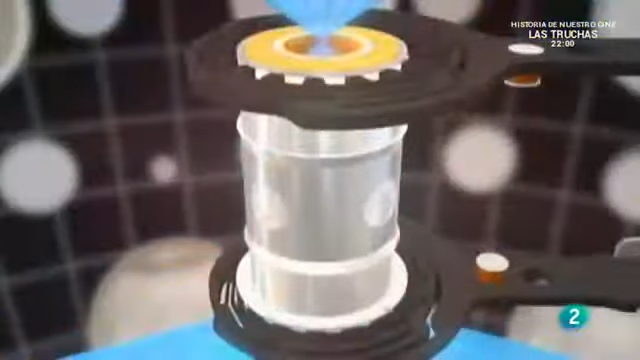 HISTORIA DE NUESTRO CINE
LAS TRUCHAS
22:00
2